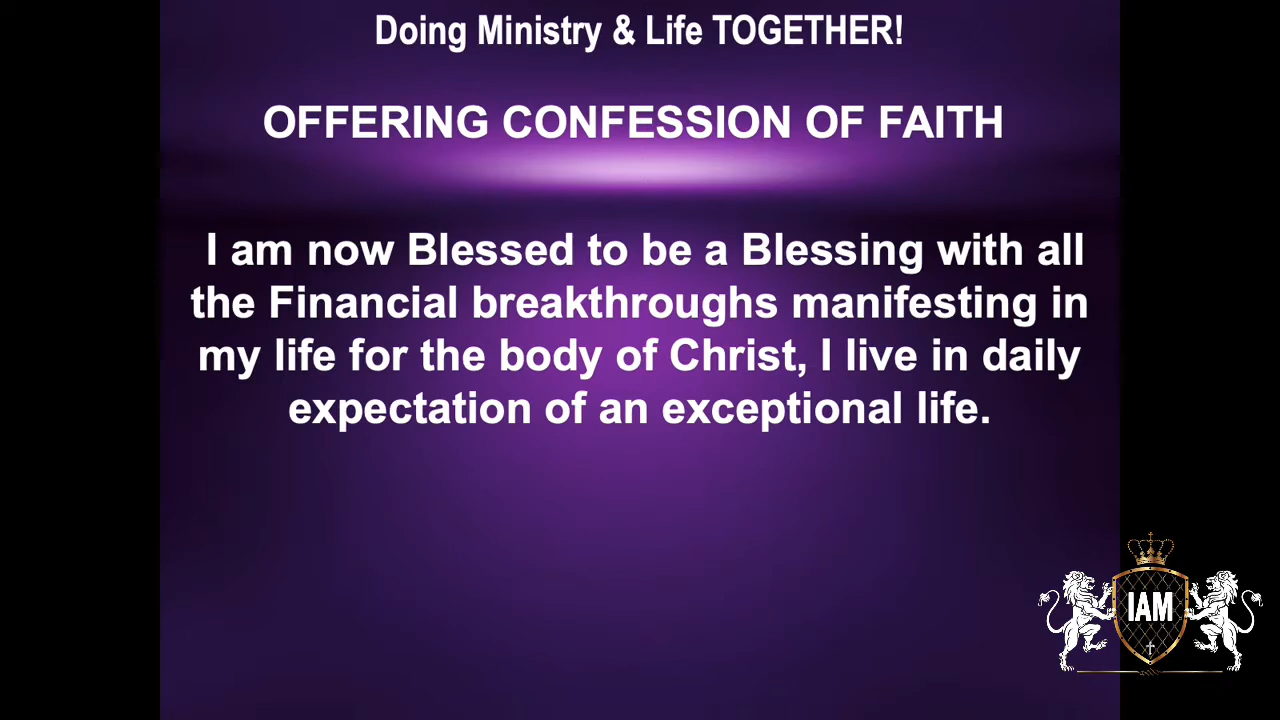 Doing Ministry & Life TOGETHER!
OFFERING CONFESSION OF FAITH
I am now Blessed to be a Blessing with all
the Financial breakthroughs manifesting in
my life for the body of Christ, I live in daily
expectation of an exceptional life.
IAM